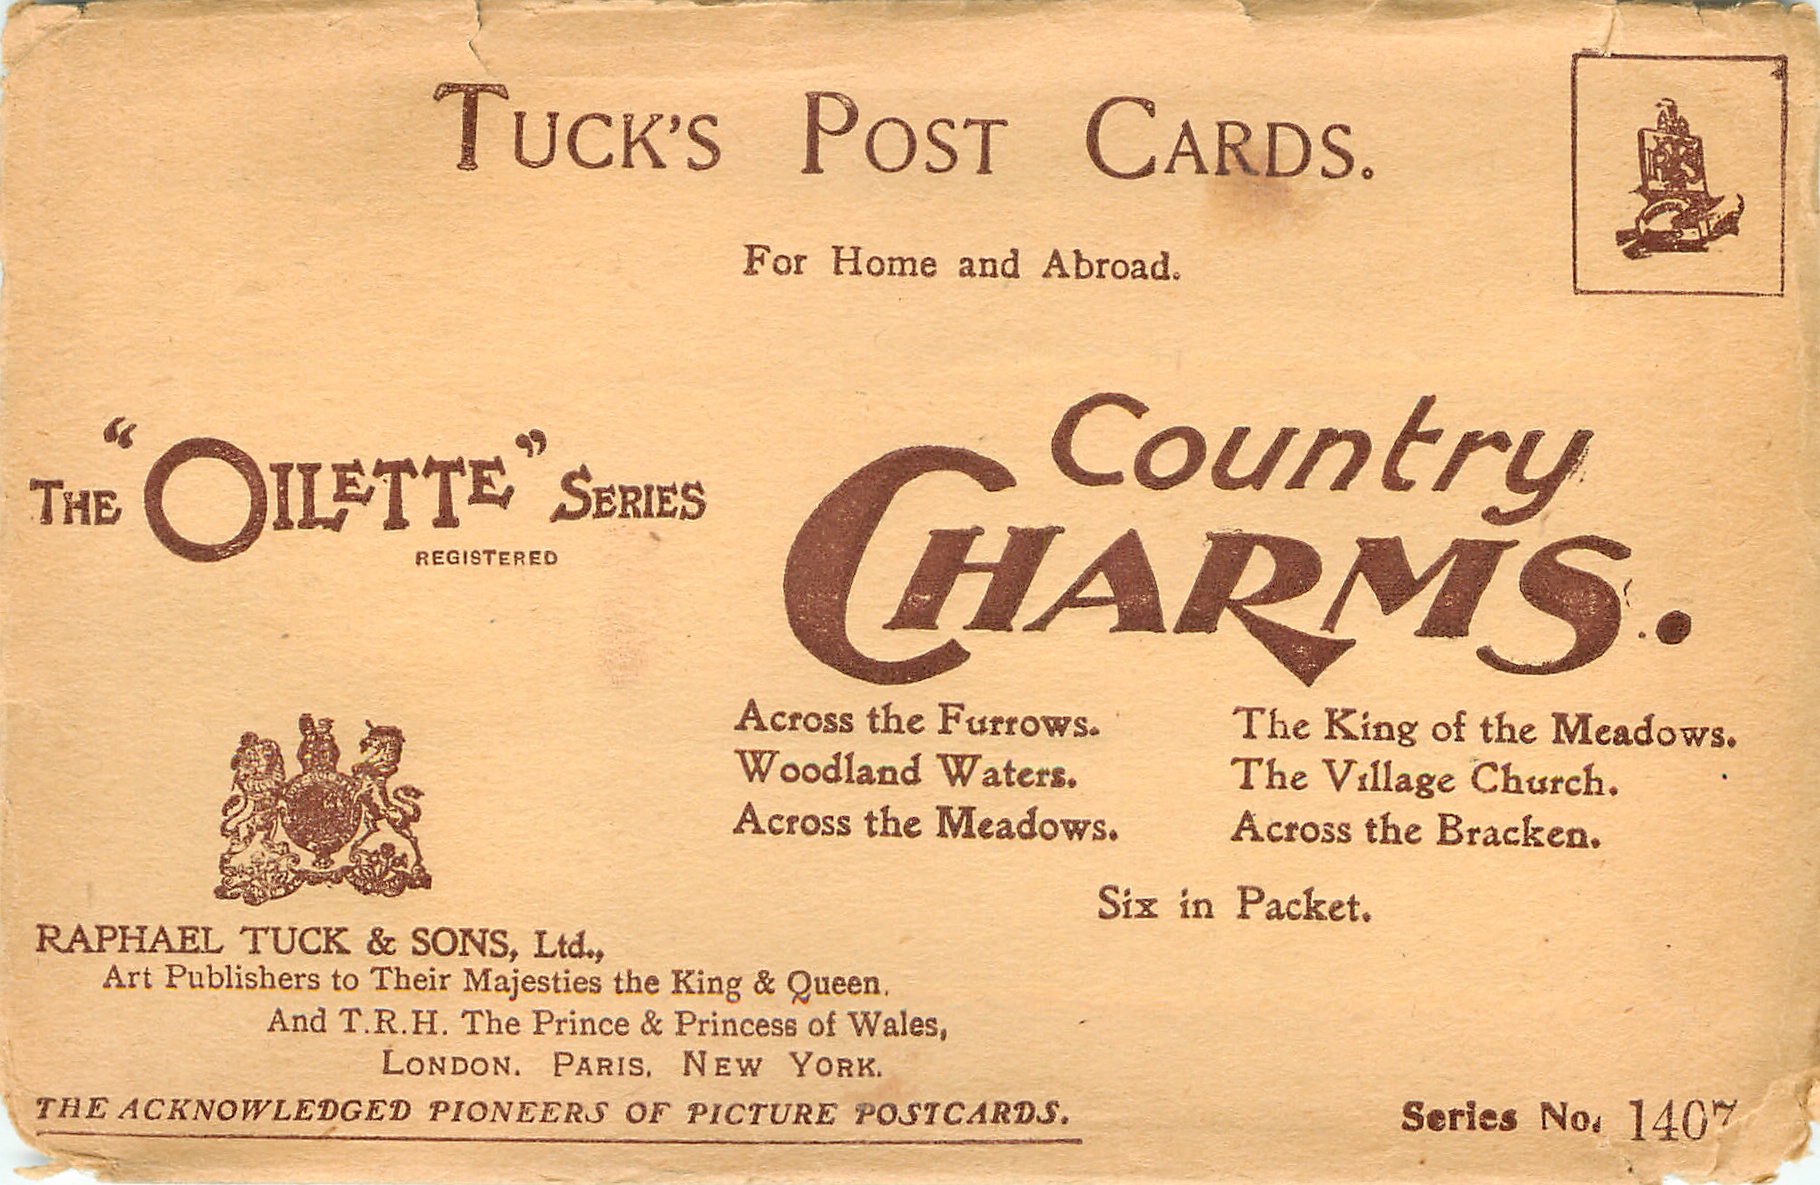 TUCK'S POST CARDS.
For Home and Abroad.
THE "OILETTE" SERIES
REGISTERED
Country
CHARMS.
Across the Furrows.
Woodland Waters.
Across the Meadows.
The King of the Meadows.
The Village Church.
Across the Bracken.
Six in Packet.
RAPHAEL TUCK & SONS, Ltd.,
Art Publishers to Their Majesties the King & Queen.
And T.R.H. The Prince & Princess of Wales,
LONDON. PARIS. NEW YORK.
THE ACKNOWLEDGED PIONEERS OF PICTURE POSTCARDS.
Series No. 1407